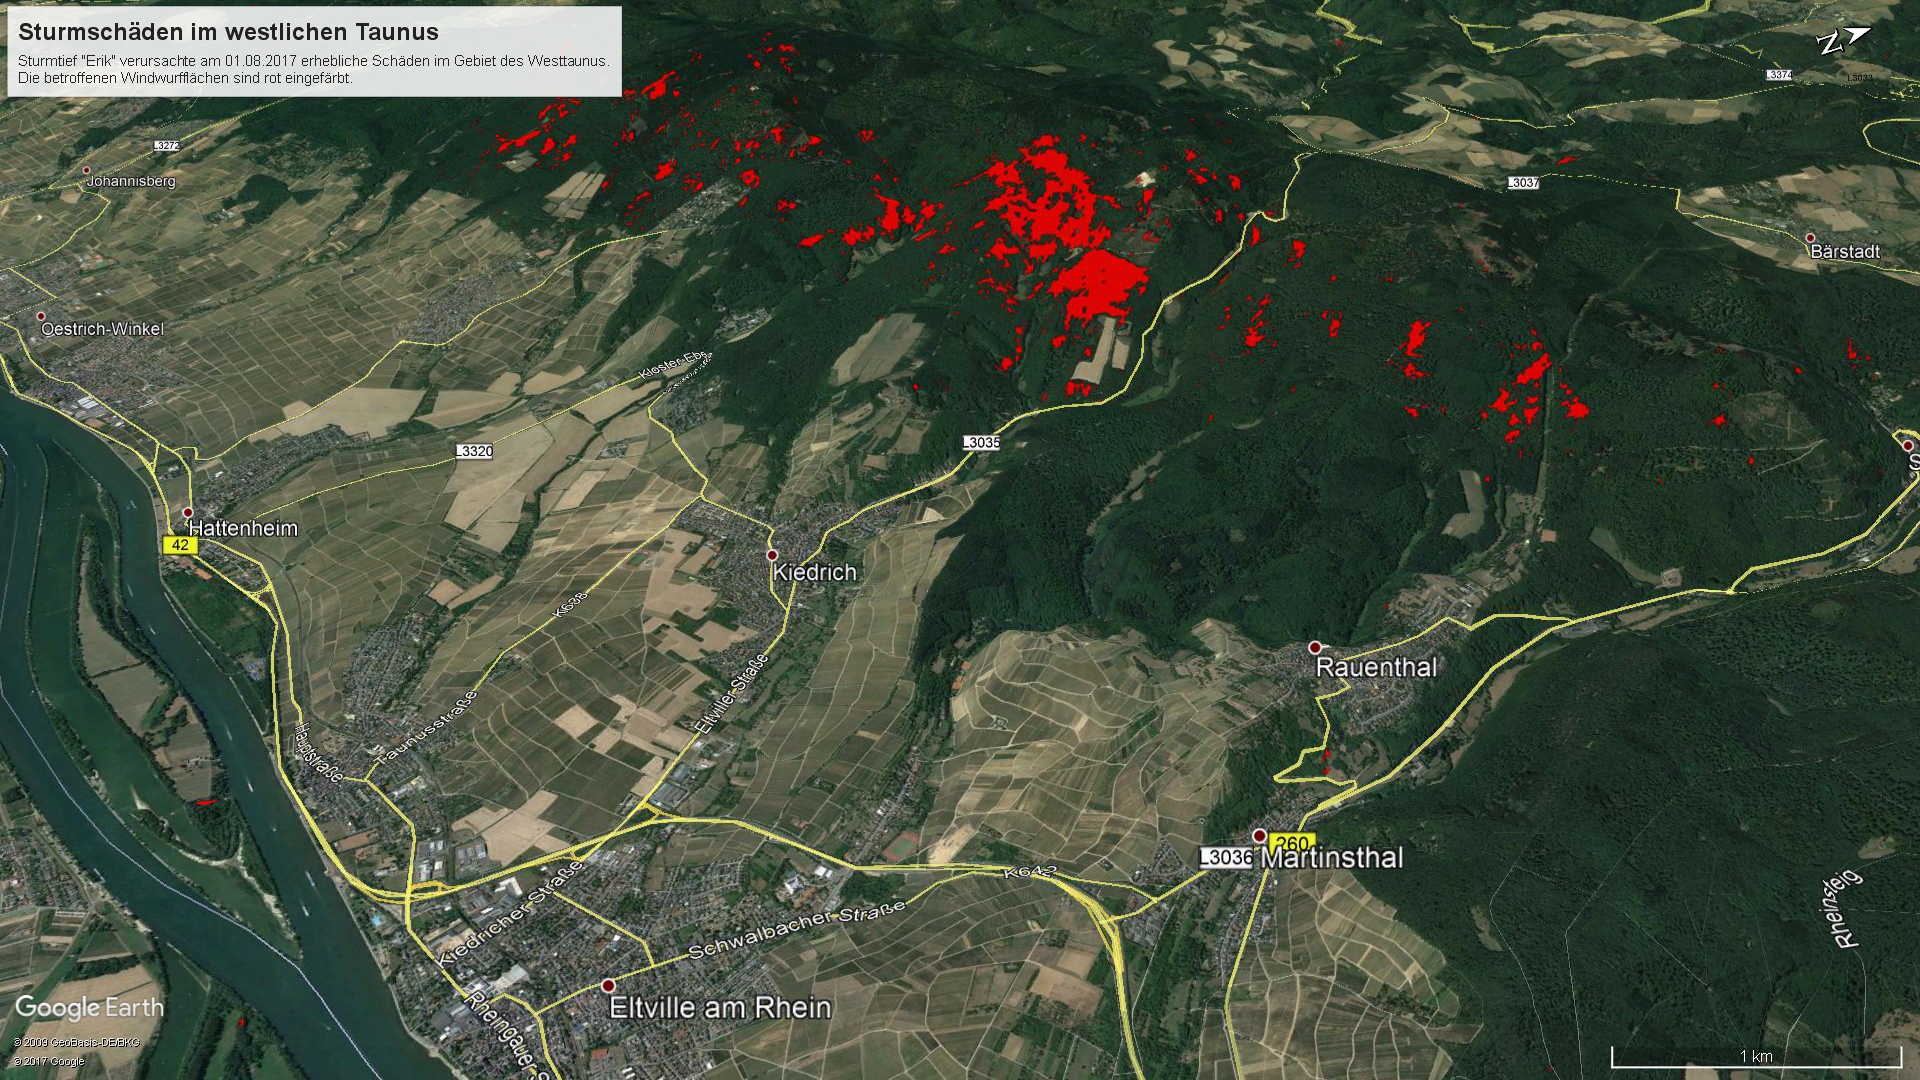 Sturmschäden im westlichen Taunus
Sturmtief "Erik" verursachte am 01.08.2017 erhebliche Schäden im Gebiet des Westtaunus.
Die betroffenen Windwurfflächen sind rot eingefärbt.
N
L3374
L3033
L3272
Johannisberg
L3037
Bärstadt
Oestrich-Winkel
Kloster-Eb
L3035
L3320
S
Hattenheim
42
Kiedrich
K638
Rauenthal
Eltviller Straße
Taunusstraße
Hauptstraße
260
L3036
Martinsthal
K642
Kiedricher Straße
Schwalbacher Straße
Rheinsteig
Eltville am Rhein
Rheingauer S
Google Earth
© 2009 GeoBasis-DE/BKG
© 2017 Google
1 km